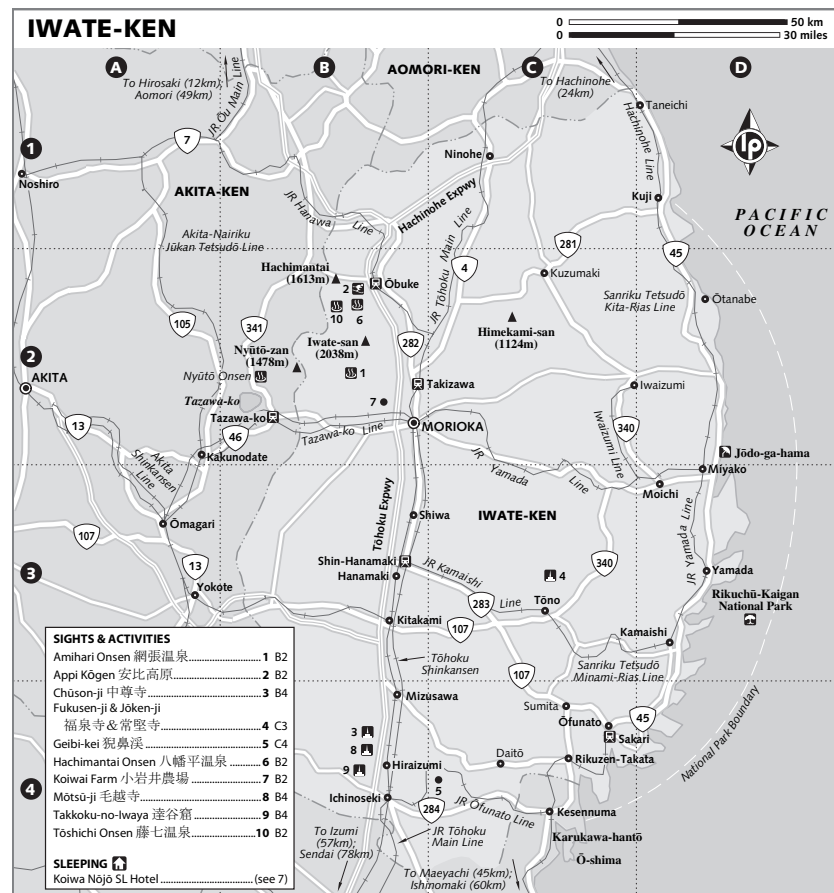 IWATE-KEN
0 50 km
0 30 miles
A
B
C
D
AOMORI-KEN
To Hirosaki (12km);
Aomori (49km)
To Hachinohe
(24km)
JR Ōu Main Line
Hachinohe Line
Taneichi
7
1
Ninohe
Noshiro
AKITA-KEN
JR Hanawa Line
Hachinohe Expwy
Kuji
lp
PACIFIC
OCEAN
Akita-Nairiku
Jūkan Tetsudō Line
JR Tōhoku Main Line
281
45
4
Hachimantai
(1613m)
2
Ōbuke
Kuzumaki
10
6
Sanriku Tetsudō
Kita-Rias Line
Ōtanabe
105
341
Himekami-san
(1124m)
Nyūtō-zan
(1478m)
Iwate-san
(2038m)
282
2
Nyūtō Onsen
1
Takizawa
Iwaizumi
AKITA
Tazawa-ko
7
Tazawa-ko
MORIOKA
340
13
46
Tazawa-ko Line
Iwaizumi Line
Kakunodate
Jōdo-ga-hama
Akita
Shinkansen
Line
JR Yamada Line
Miyako
Moichi
Ōmagari
Tōhoku Expwy
Shiwa
IWATE-KEN
107
JR Yamada Line
Shin-Hanamaki
340
3
13
Hanamaki
JR Kamaishi Line
4
Yamada
Yokote
283
Tōno
Rikuchū-Kaigan
National Park
Kitakami
107
Kamaishi
Tōhoku
Shinkansen
107
Sanriku Tetsudō
Minami-Rias Line
Mizusawa
Sumita
45
Ōfunato
National Park Boundary
3
Sakari
8
Daitō
9
Hiraizumi
Rikuzen-Takata
4
5
Ichinoseki
284
JR Ōfunato Line
Kesennuma
To Izumi
(57km);
Sendai (78km)
JR Tōhoku
Main Line
Karukawa-hantō
Ō-shima
To Maeyachi (45km);
Ishinomaki (60km)
SIGHTS & ACTIVITIES
Amihari Onsen 網張温泉 1 B2
Appi Kōgen 安比高原 2 B2
Chūson-ji 中尊寺 3 B4
Fukusen-ji & Jōken-ji
福泉寺&常堅寺 4 C3
Geibi-kei 猊鼻渓 5 C4
Hachimantai Onsen 八幡平温泉 6 B2
Koiwai Farm 小岩井農場 7 B2
Mōtsū-ji 毛越寺 8 B4
Takkoku-no-Iwaya 達谷窟 9 B4
Tōshichi Onsen 藤七温泉 10 B2
SLEEPING
Koiwa Nōjō SL Hotel (see 7)